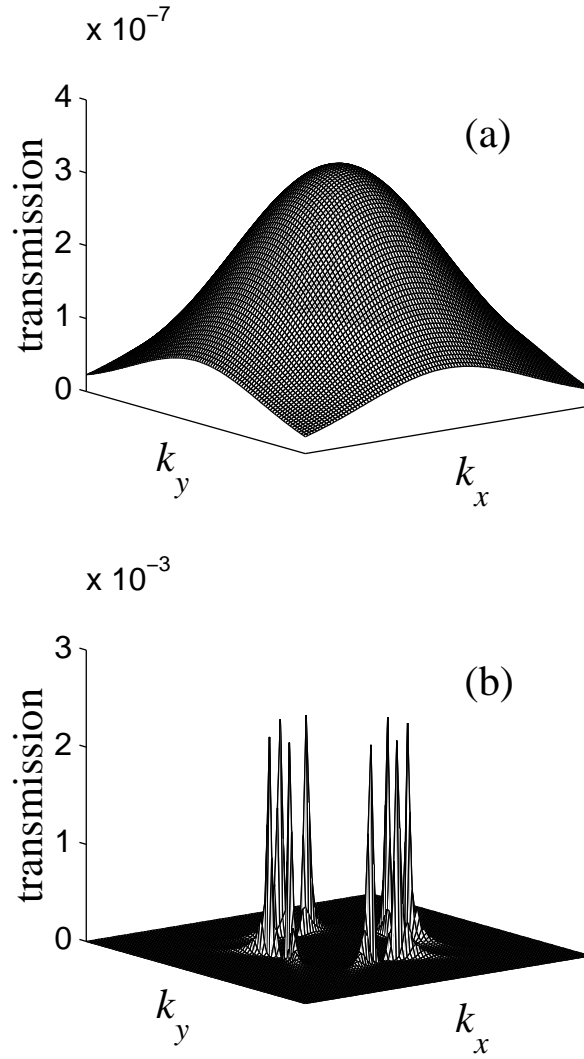 x 10⁻⁷
4
(a)
3
transmission
2
1
0
k_y
k_x
x 10⁻³
3
(b)
2
transmission
1
0
k_y
k_x